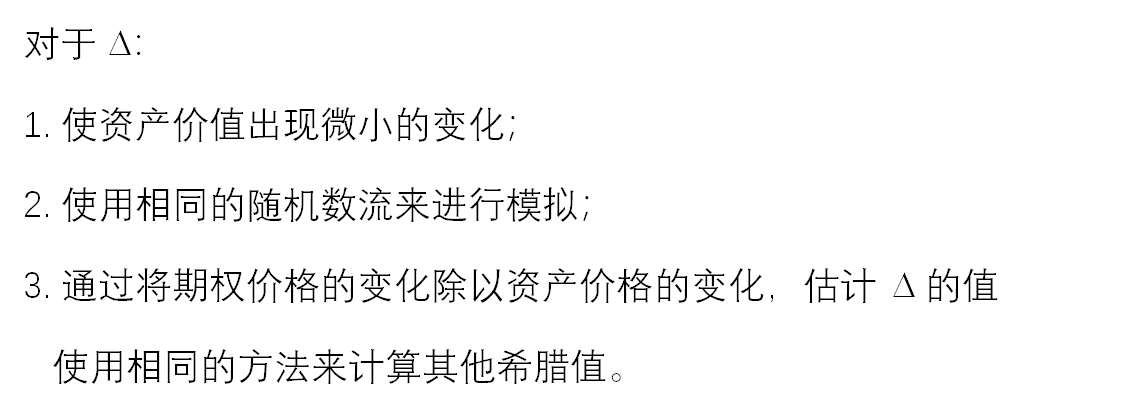 对于 Δ:
1. 使资产价值出现微小的变化;
2. 使用相同的随机数流来进行模拟;
3. 通过将期权价格的变化除以资产价格的变化，估计 Δ 的值
使用相同的方法来计算其他希腊值。